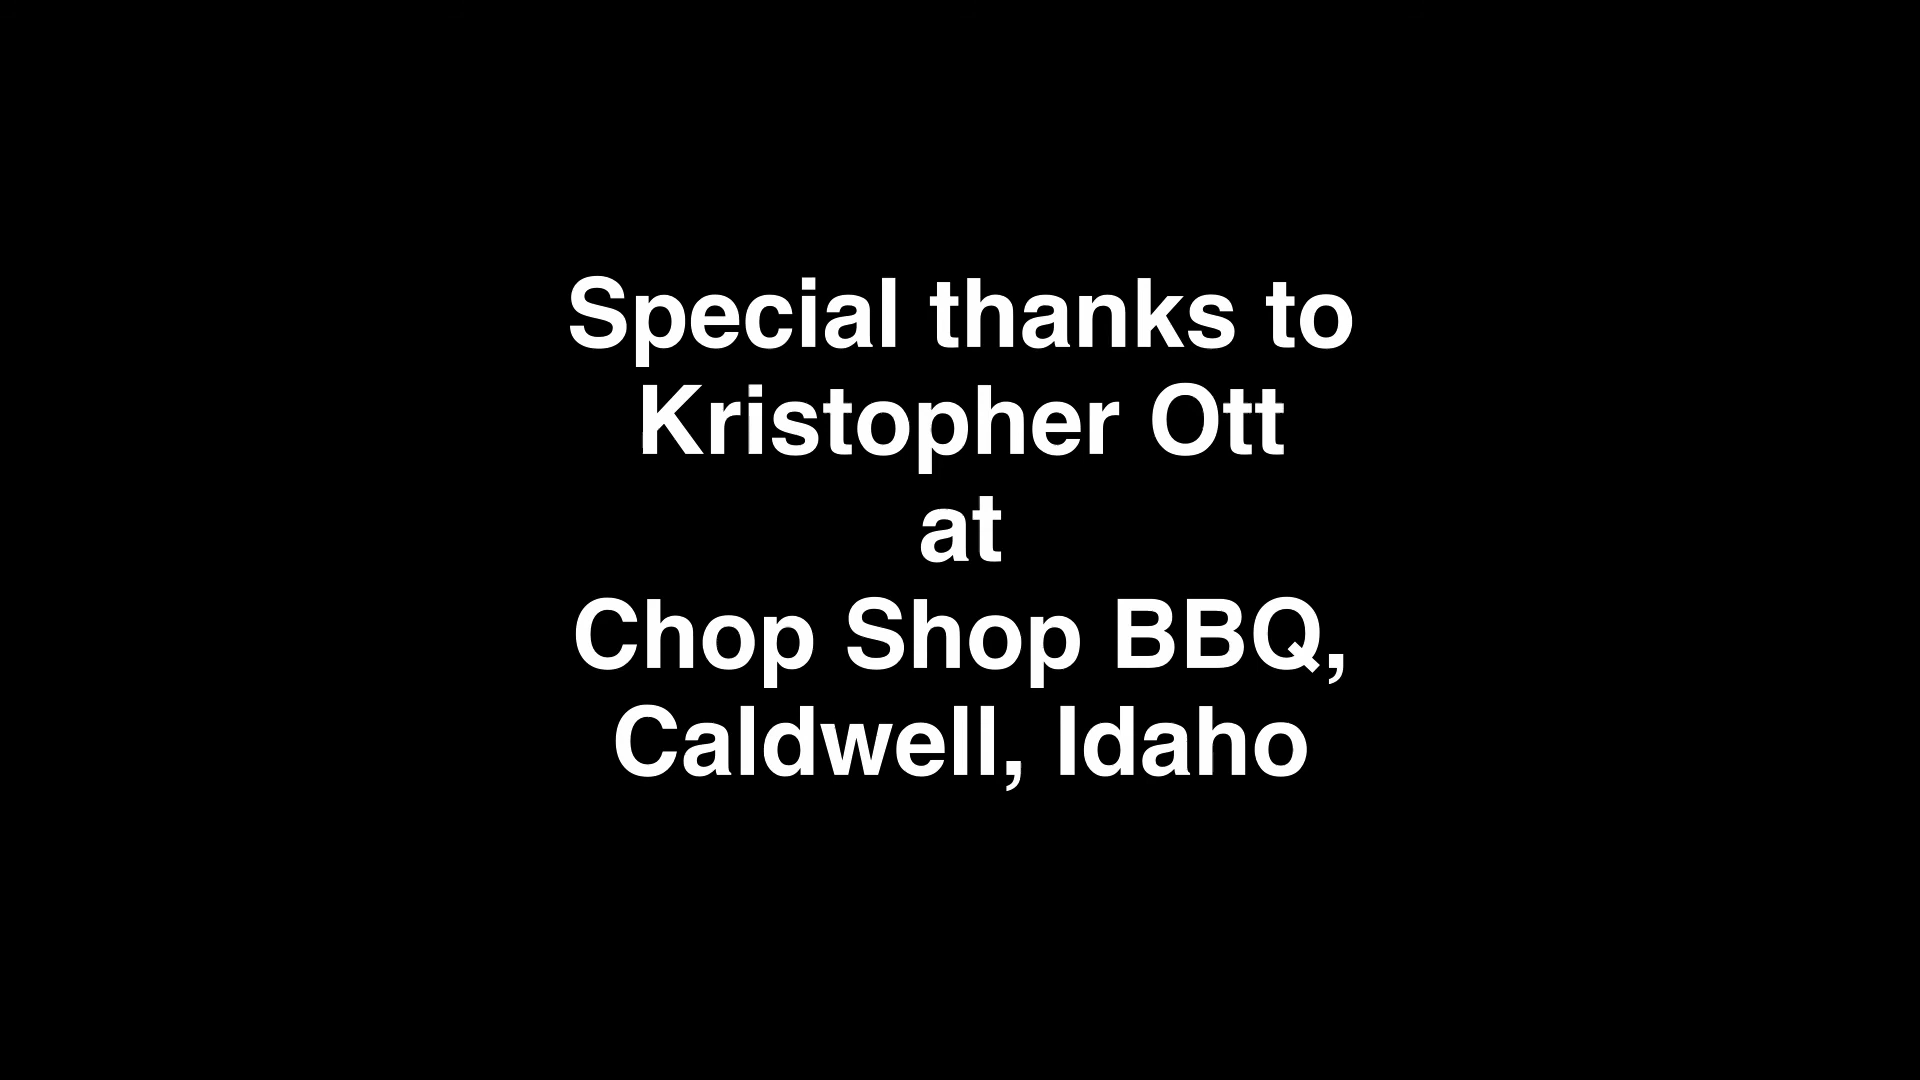 Special thanks to
Kristopher Ott
at
Chop Shop BBQ,
Caldwell, Idaho